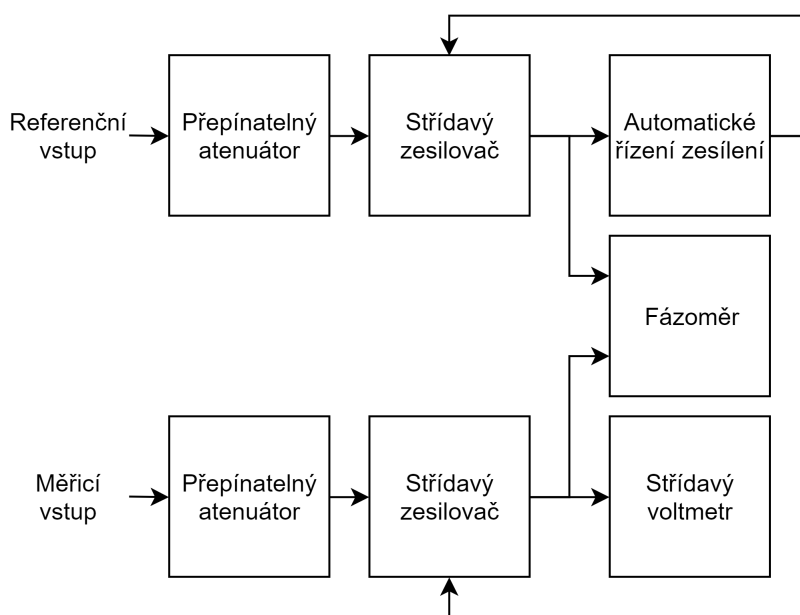 Referenční
vstup
Přepínatelný
atenuátor
Střídavý
zesilovač
Automatické
řízení zesílení
Fázoměr
Měřicí
vstup
Přepínatelný
atenuátor
Střídavý
zesilovač
Střídavý
voltmetr